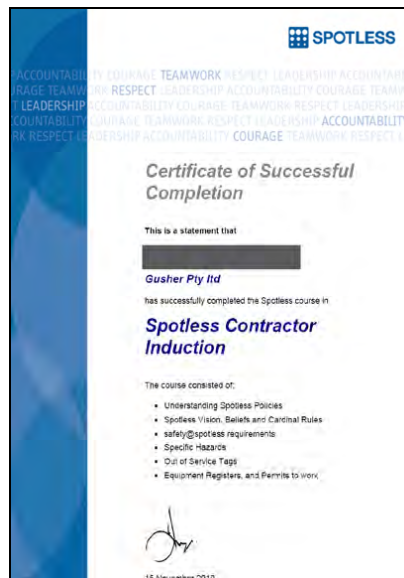 SPOTLESS
ACCOUNTABILITY COURAGE TEAMWORK RESPECT LEADERSHIP
RAGE TEAMWORK RESPECT LEADERSHIP ACCOUNTABILITY COURAGE TEAMW
T LEADERSHIP ACCOUNTABILITY COURAGE TEAMWORK RESPECT LEADERSHIP
COUNTABILITY COURAGE TEAMWORK RESPECT LEADERSHIP ACCOUNTABILITY
RK RESPECT LEADERSHIP ACCOUNTABILITY COURAGE TEAMWORK RESPECT L
Certificate of Successful
Completion
This is a statement that
Gusher Pty ltd
has successfully completed the Spotless course in
Spotless Contractor
Induction
The course consisted of:
• Understanding Spotless Policies
• Spotless Vision, Beliefs and Cardinal Rules
• safety@spotless requirements
• Specific Hazards
• Out of Service Tags
• Equipment Registers, and Permits to work
15 November